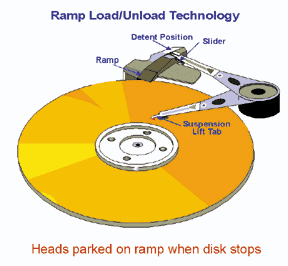 Ramp Load/Unload Technology
Detent Position
Slider
Ramp
Suspension
Lift Tab
Heads parked on ramp when disk stops